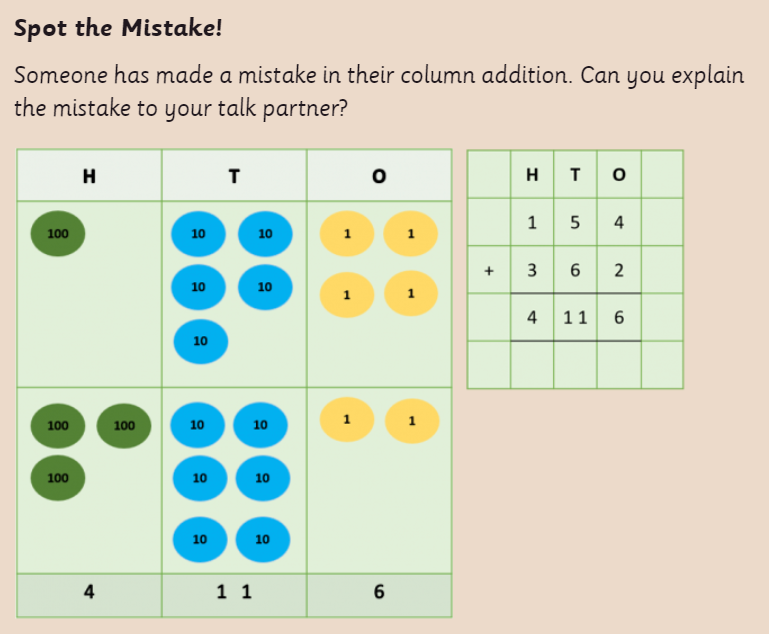 Spot the Mistake!
Someone has made a mistake in their column addition. Can you explain
the mistake to your talk partner?
H T O
100 10 10 1 1
10 10 1 1
10
100 100 10 10 1 1
100 10 10
10 10
4 1 1 6
H T O
1 5 4
+ 3 6 2
4 1 1 6